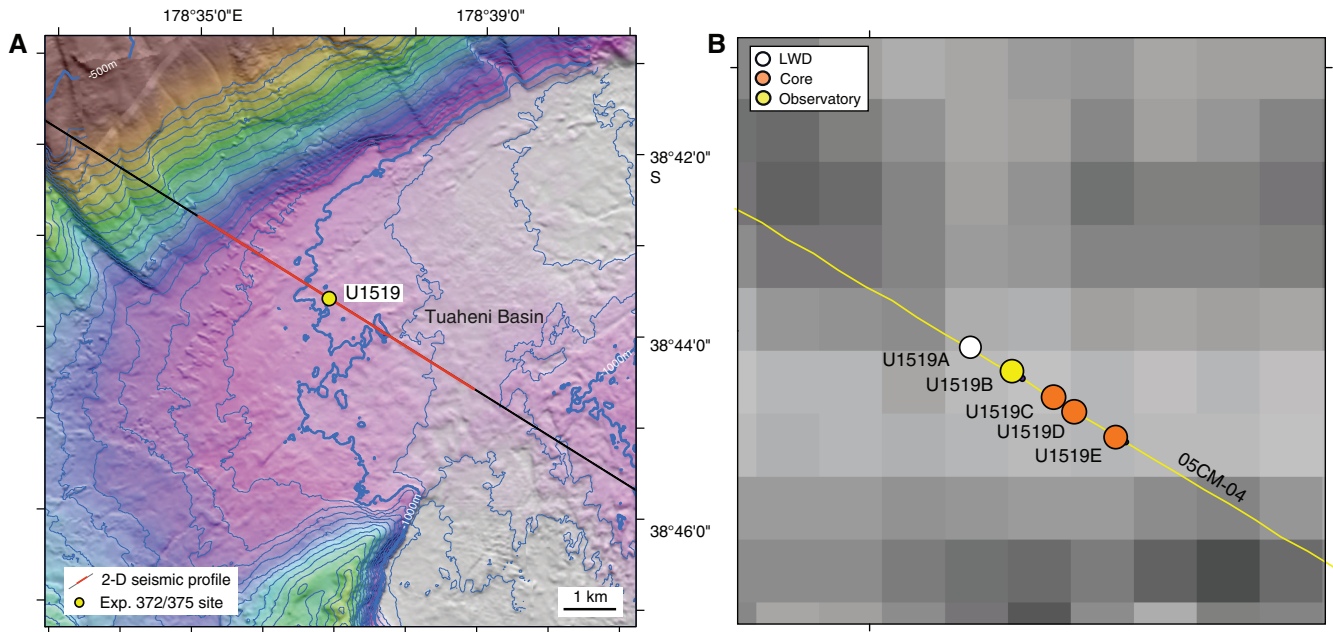 178°35'0"E
178°39'0"
A
-500m
38°42'0"
S
U1519
Tuaheni Basin
38°44'0"
1000m
-1000m
38°46'0"
2-D seismic profile
Exp. 372/375 site
1 km
B
LWD
Core
Observatory
U1519A
U1519B
U1519C
U1519D
U1519E
05CM-04